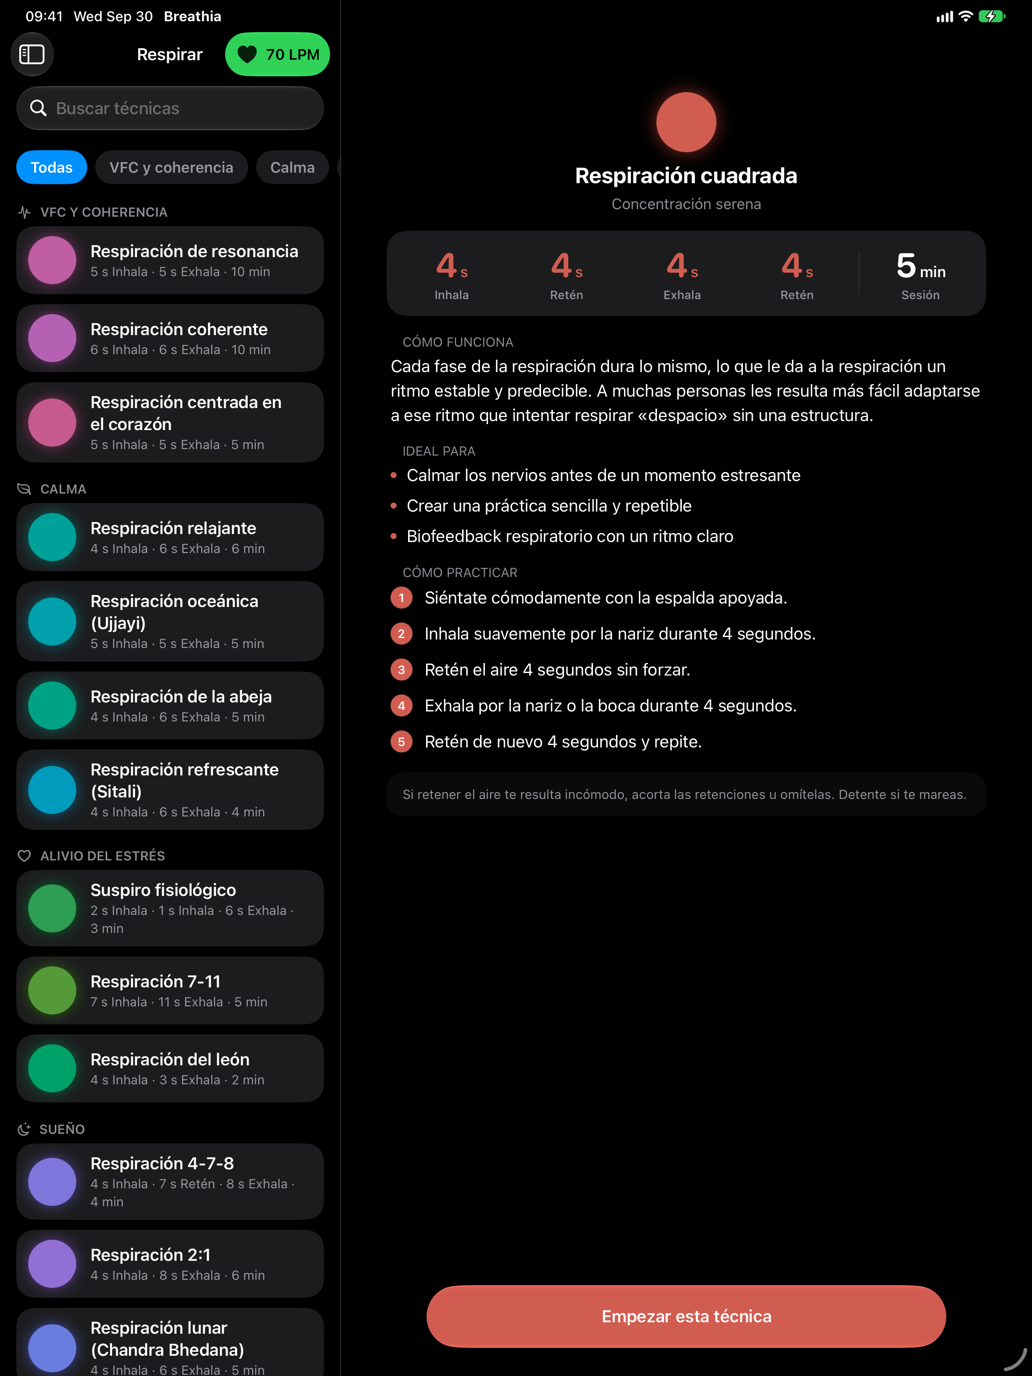 09:41 Wed Sep 30 Breathia
Respirar
70 LPM
Buscar técnicas
Todas
VFC y coherencia
Calma
VFC Y COHERENCIA
Respiración de resonancia
5 s Inhala · 5 s Exhala · 10 min
Respiración coherente
6 s Inhala · 6 s Exhala · 10 min
Respiración centrada en
el corazón
5 s Inhala · 5 s Exhala · 5 min
CALMA
Respiración relajante
4 s Inhala · 6 s Exhala · 6 min
Respiración oceánica
(Ujjayi)
5 s Inhala · 5 s Exhala · 5 min
Respiración de la abeja
4 s Inhala · 6 s Exhala · 5 min
Respiración refrescante
(Sitali)
4 s Inhala · 6 s Exhala · 4 min
ALIVIO DEL ESTRÉS
Suspiro fisiológico
2 s Inhala · 1 s Inhala · 6 s Exhala ·
3 min
Respiración 7-11
7 s Inhala · 11 s Exhala · 5 min
Respiración del león
4 s Inhala · 3 s Exhala · 2 min
SUEÑO
Respiración 4-7-8
4 s Inhala · 7 s Retén · 8 s Exhala ·
4 min
Respiración 2:1
4 s Inhala · 8 s Exhala · 6 min
Respiración lunar
(Chandra Bhedana)
4 s Inhala · 6 s Exhala · 5 min
Respiración cuadrada
Concentración serena
4 s
Inhala
4 s
Retén
4 s
Exhala
4 s
Retén
5 min
Sesión
CÓMO FUNCIONA
Cada fase de la respiración dura lo mismo, lo que le da a la respiración un
ritmo estable y predecible. A muchas personas les resulta más fácil adaptarse
a ese ritmo que intentar respirar «despacio» sin una estructura.
IDEAL PARA
• Calmar los nervios antes de un momento estresante
• Crear una práctica sencilla y repetible
• Biofeedback respiratorio con un ritmo claro
CÓMO PRACTICAR
1 Siéntate cómodamente con la espalda apoyada.
2 Inhala suavemente por la nariz durante 4 segundos.
3 Retén el aire 4 segundos sin forzar.
4 Exhala por la nariz o la boca durante 4 segundos.
5 Retén de nuevo 4 segundos y repite.
Si retener el aire te resulta incómodo, acorta las retenciones u omítelas. Detente si te mareas.
Empezar esta técnica